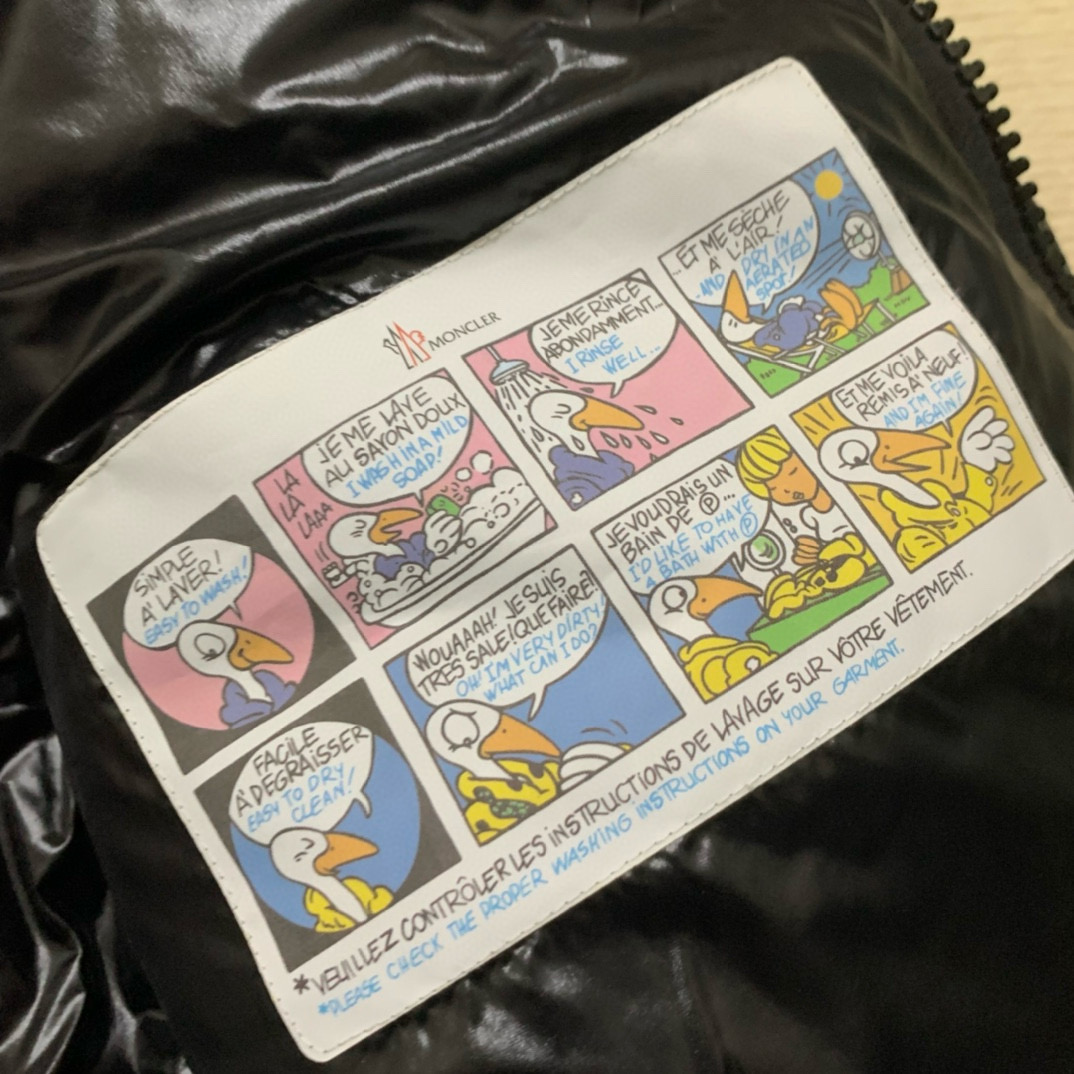 MONCLER
SIMPLE
A' LAVER!
EASY TO WASH!
LA
LA
LAAA
JE ME LAVE
AU SAVON DOUX
I WASH IN A MILD
SOAP!
JE ME RINCE
ABONDAMMENT...
I RINSE
WELL...
...ET ME SÈCHE
A' L'AIR!
...AND DRY IN AN
AERATED
SPOT!
FACILE
A' DEGRAISSER
EASY TO DRY
CLEAN!
WOUAAAH! JE SUIS
TRES SALE! QUE FAIRE?
OH! I'M VERY DIRTY
WHAT CAN I DO?
JE VOUDRAIS UN
BAIN DE Ⓟ...
I'D LIKE TO HAVE
A BATH WITH Ⓟ
ET ME VOILA
REMIS A' NEUF!
AND I'M FINE
AGAIN!
*VEUILLEZ CONTRÔLER LES INSTRUCTIONS DE LAVAGE SUR VÔTRE VÊTEMENT.
*PLEASE CHECK THE PROPER WASHING INSTRUCTIONS ON YOUR GARMENT.